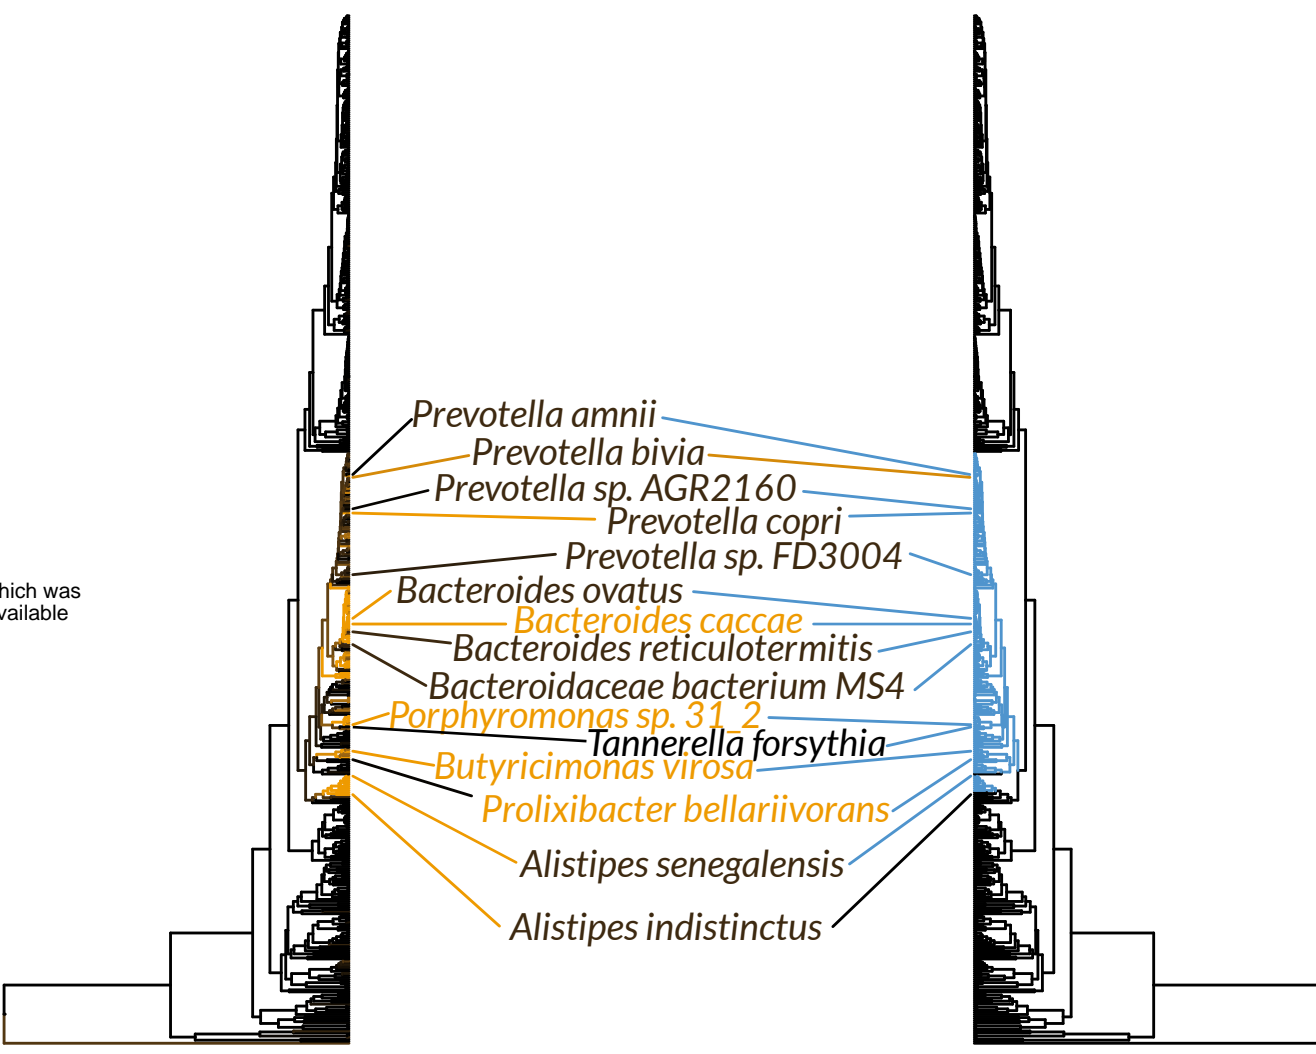 Prevotella amnii
Prevotella bivia
Prevotella sp. AGR2160
Prevotella copri
Prevotella sp. FD3004
hich was
vailable
Bacteroides ovatus
Bacteroides caccae
Bacteroides reticulotermitis
Bacteroidaceae bacterium MS4
Porphyromonas sp. 31_2
Tannerella forsythia
Butyricimonas virosa
Prolixibacter bellariivorans
Alistipes senegalensis
Alistipes indistinctus